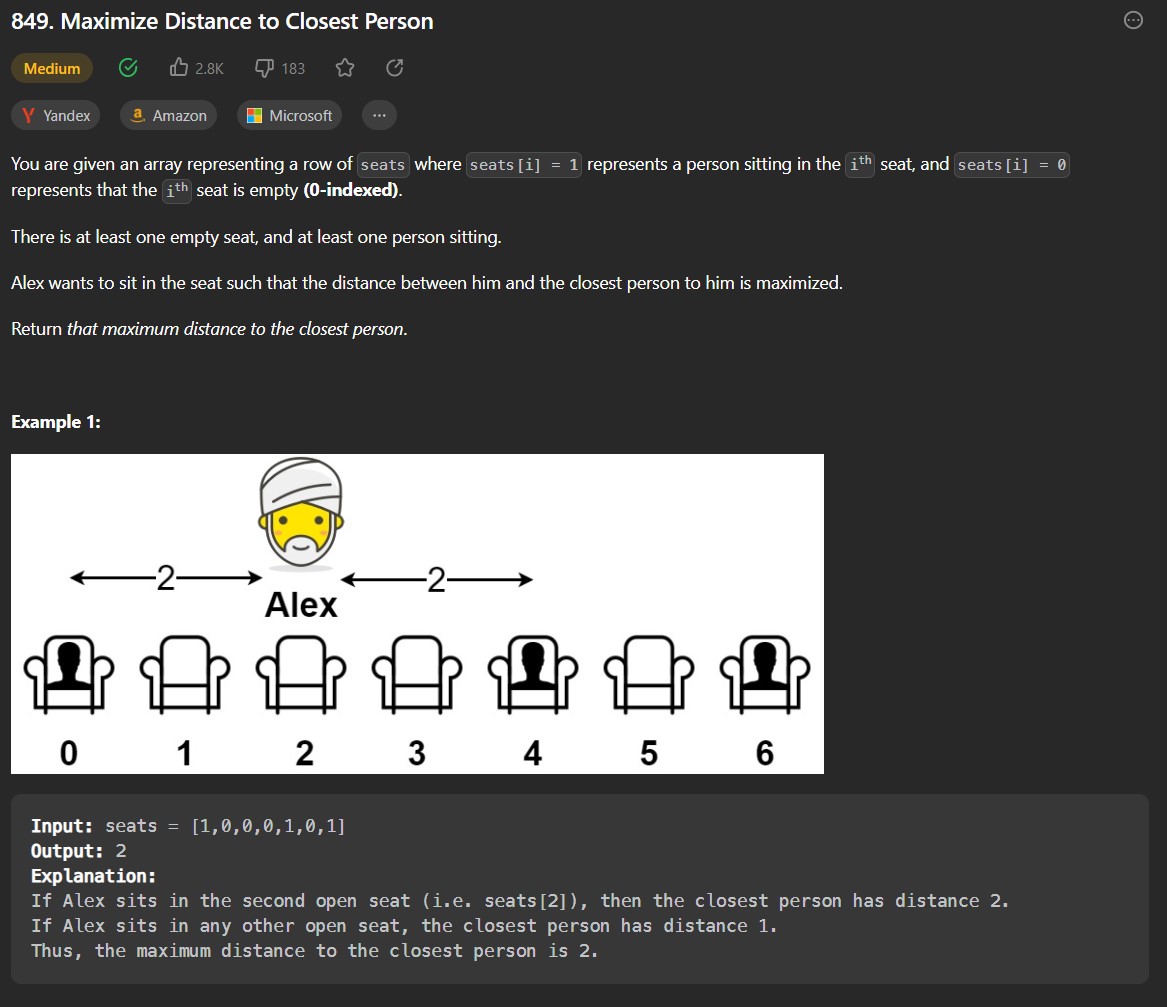 849. Maximize Distance to Closest Person
Medium 2.8K 183
Yandex Amazon Microsoft ...
You are given an array representing a row of seats where seats[i] = 1 represents a person sitting in the ith seat, and seats[i] = 0
represents that the ith seat is empty (0-indexed).
There is at least one empty seat, and at least one person sitting.
Alex wants to sit in the seat such that the distance between him and the closest person to him is maximized.
Return that maximum distance to the closest person.
Example 1:
2 2
Alex
0 1 2 3 4 5 6
Input: seats = [1,0,0,0,1,0,1]
Output: 2
Explanation:
If Alex sits in the second open seat (i.e. seats[2]), then the closest person has distance 2.
If Alex sits in any other open seat, the closest person has distance 1.
Thus, the maximum distance to the closest person is 2.